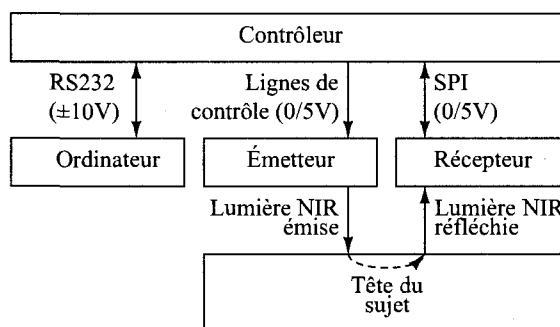 Contrôleur
RS232
(±10V)
Lignes de
contrôle (0/5V)
SPI
(0/5V)
Ordinateur
Émetteur
Récepteur
Lumière NIR
émise
Lumière NIR
réfléchie
Tête du
sujet